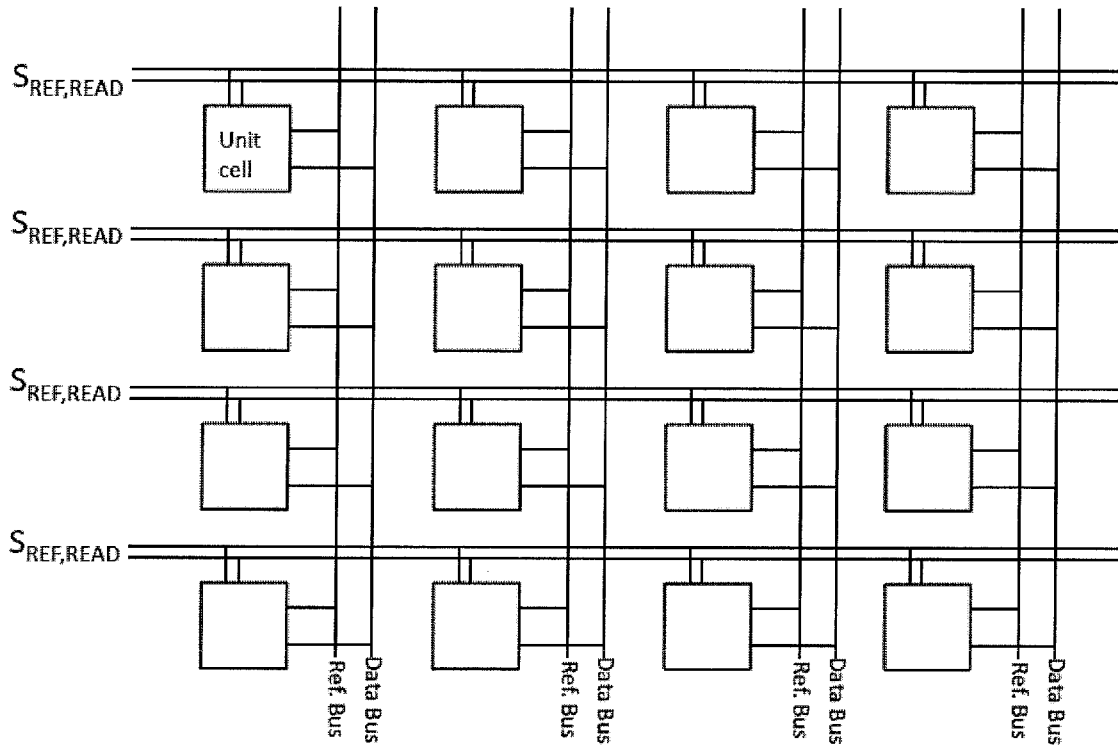 S_REF,READ
Unit
cell
S_REF,READ
S_REF,READ
S_REF,READ
Ref. Bus
Data Bus
Ref. Bus
Data Bus
Ref. Bus
Data Bus
Ref. Bus
Data Bus